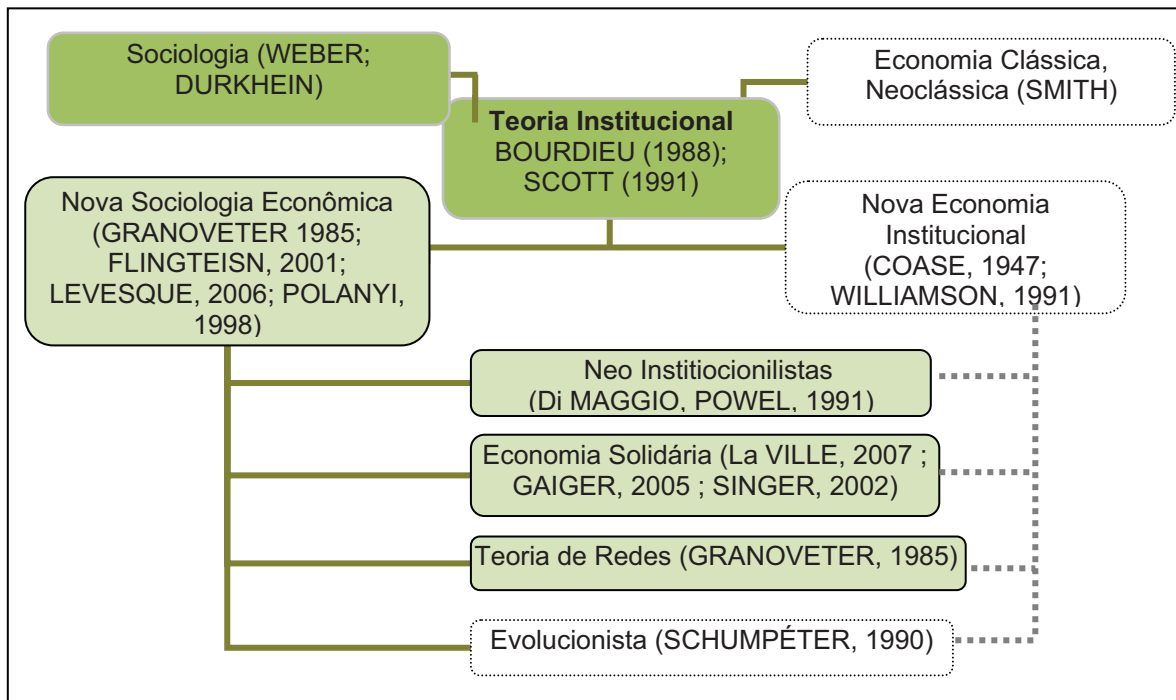 Sociologia (WEBER;
DURKHEIN)
Economia Clássica,
Neoclássica (SMITH)
Teoria Institucional
BOURDIEU (1988);
SCOTT (1991)
Nova Sociologia Econômica
(GRANOVETER 1985;
FLINGTEISN, 2001;
LEVESQUE, 2006; POLANYI,
1998)
Nova Economia
Institucional
(COASE, 1947;
WILLIAMSON, 1991)
Neo Institiocionilistas
(Di MAGGIO, POWEL, 1991)
Economia Solidária (La VILLE, 2007 ;
GAIGER, 2005 ; SINGER, 2002)
Teoria de Redes (GRANOVETER, 1985)
Evolucionista (SCHUMPÉTER, 1990)